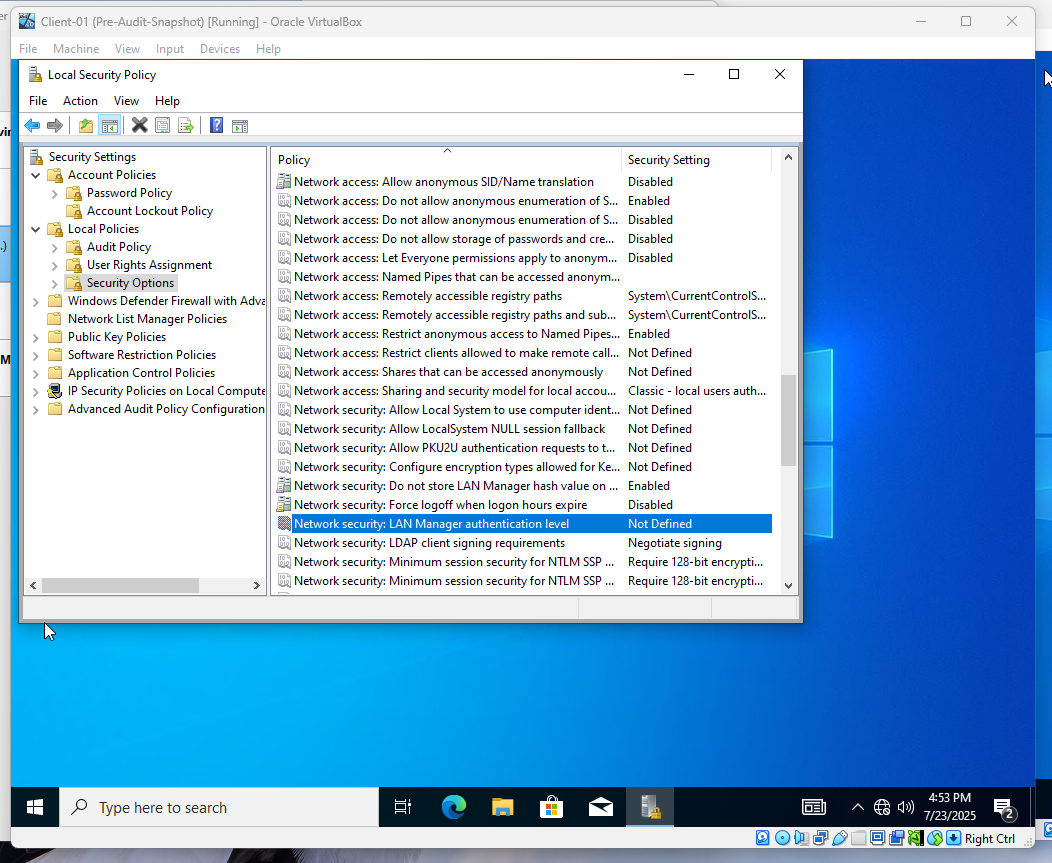 Client-01 (Pre-Audit-Snapshot) [Running] - Oracle VirtualBox
File Machine View Input Devices Help
Local Security Policy
File Action View Help
Security Settings
Account Policies
Password Policy
Account Lockout Policy
Local Policies
Audit Policy
User Rights Assignment
Security Options
Windows Defender Firewall with Adva
Network List Manager Policies
Public Key Policies
Software Restriction Policies
Application Control Policies
IP Security Policies on Local Compute
Advanced Audit Policy Configuration
Policy Security Setting
Network access: Allow anonymous SID/Name translation Disabled
Network access: Do not allow anonymous enumeration of S... Enabled
Network access: Do not allow anonymous enumeration of S... Disabled
Network access: Do not allow storage of passwords and cre... Disabled
Network access: Let Everyone permissions apply to anonym... Disabled
Network access: Named Pipes that can be accessed anonym...
Network access: Remotely accessible registry paths System\CurrentControlS...
Network access: Remotely accessible registry paths and sub... System\CurrentControlS...
Network access: Restrict anonymous access to Named Pipes... Enabled
Network access: Restrict clients allowed to make remote call... Not Defined
Network access: Shares that can be accessed anonymously Not Defined
Network access: Sharing and security model for local accou... Classic - local users auth...
Network security: Allow Local System to use computer ident... Not Defined
Network security: Allow LocalSystem NULL session fallback Not Defined
Network security: Allow PKU2U authentication requests to t... Not Defined
Network security: Configure encryption types allowed for Ke... Not Defined
Network security: Do not store LAN Manager hash value on ... Enabled
Network security: Force logoff when logon hours expire Disabled
Network security: LAN Manager authentication level Not Defined
Network security: LDAP client signing requirements Negotiate signing
Network security: Minimum session security for NTLM SSP ... Require 128-bit encrypti...
Network security: Minimum session security for NTLM SSP ... Require 128-bit encrypti...
Type here to search
4:53 PM
7/23/2025
2
Right Ctrl